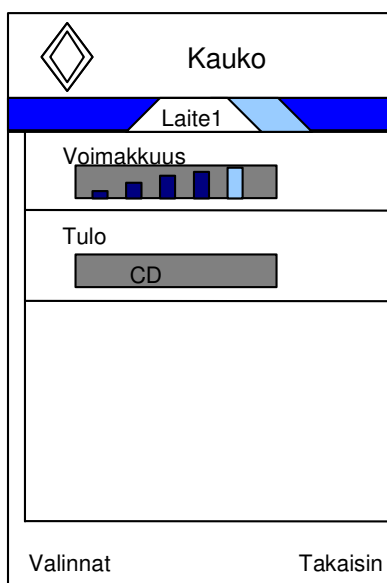 Kauko
Laite1
Voimakkuus
Tulo
CD
Valinnat Takaisin